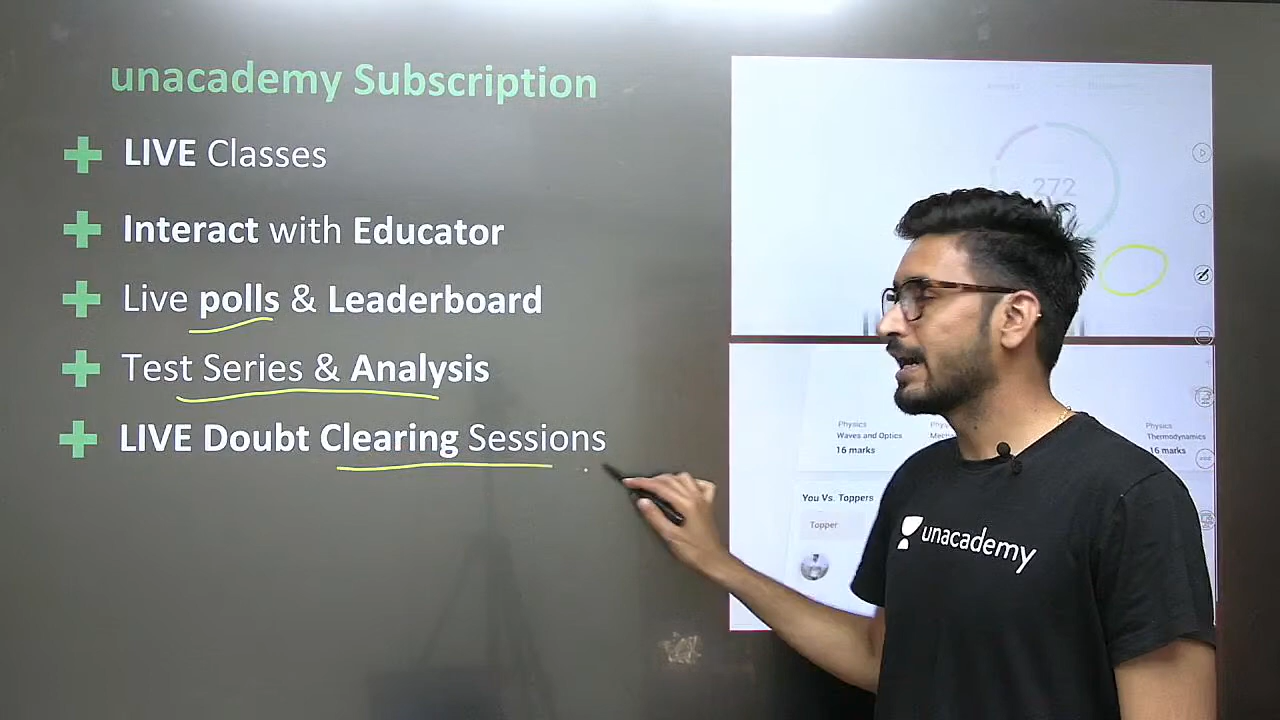 unacademy Subscription
LIVE Classes
Interact with Educator
Live polls & Leaderboard
Test Series & Analysis
LIVE Doubt Clearing Sessions
272
Physics
Waves and Optics
16 marks
Physics
Thermodynamics
16 marks
You Vs. Toppers
Topper
unacademy